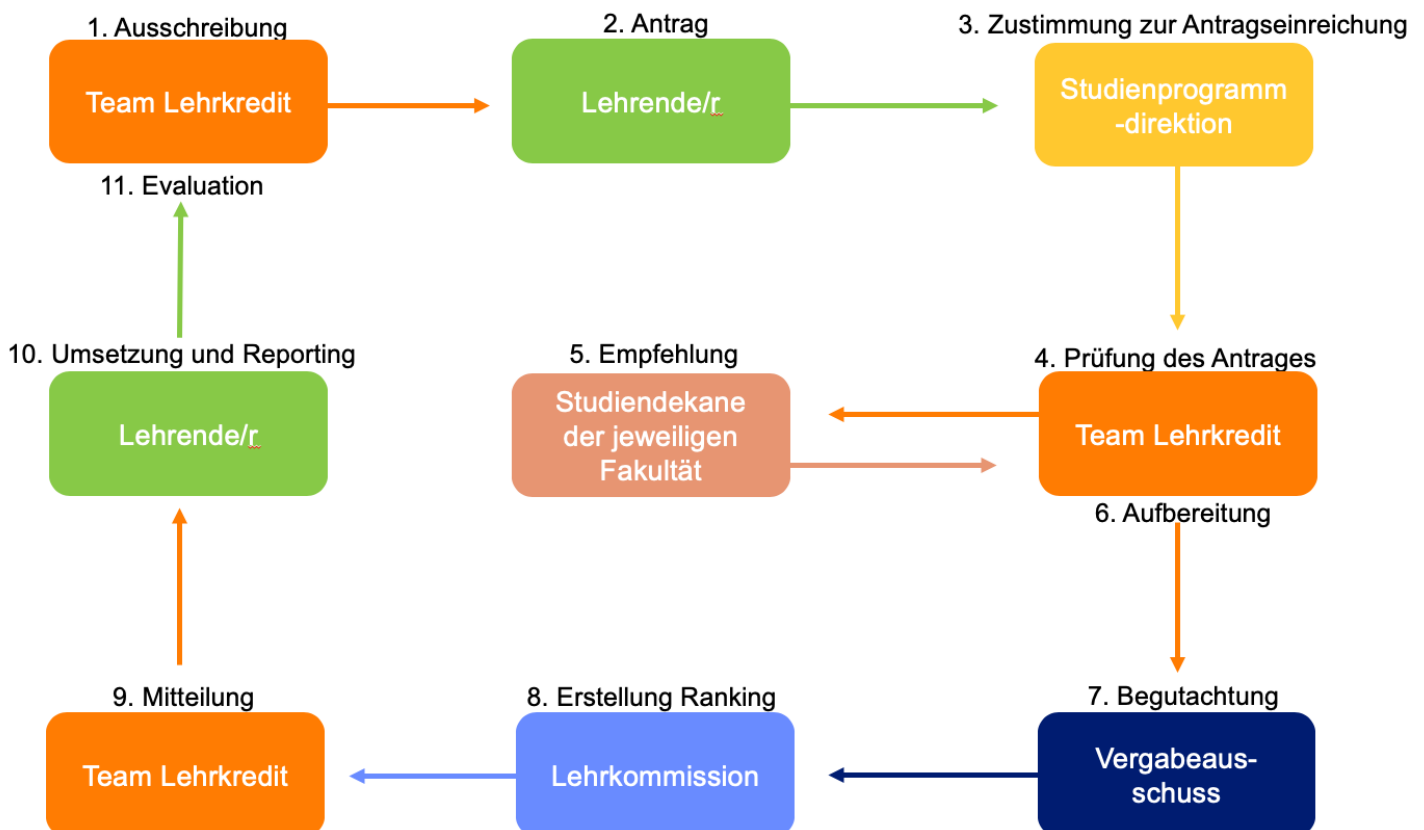 1. Ausschreibung
Team Lehrkredit
2. Antrag
Lehrende/r
3. Zustimmung zur Antragseinreichung
Studienprogramm
-direktion
11. Evaluation
10. Umsetzung und Reporting
Lehrende/r
5. Empfehlung
Studiendekane
der jeweiligen
Fakultät
4. Prüfung des Antrages
Team Lehrkredit
6. Aufbereitung
9. Mitteilung
Team Lehrkredit
8. Erstellung Ranking
Lehrkommission
7. Begutachtung
Vergabeaus-
schuss